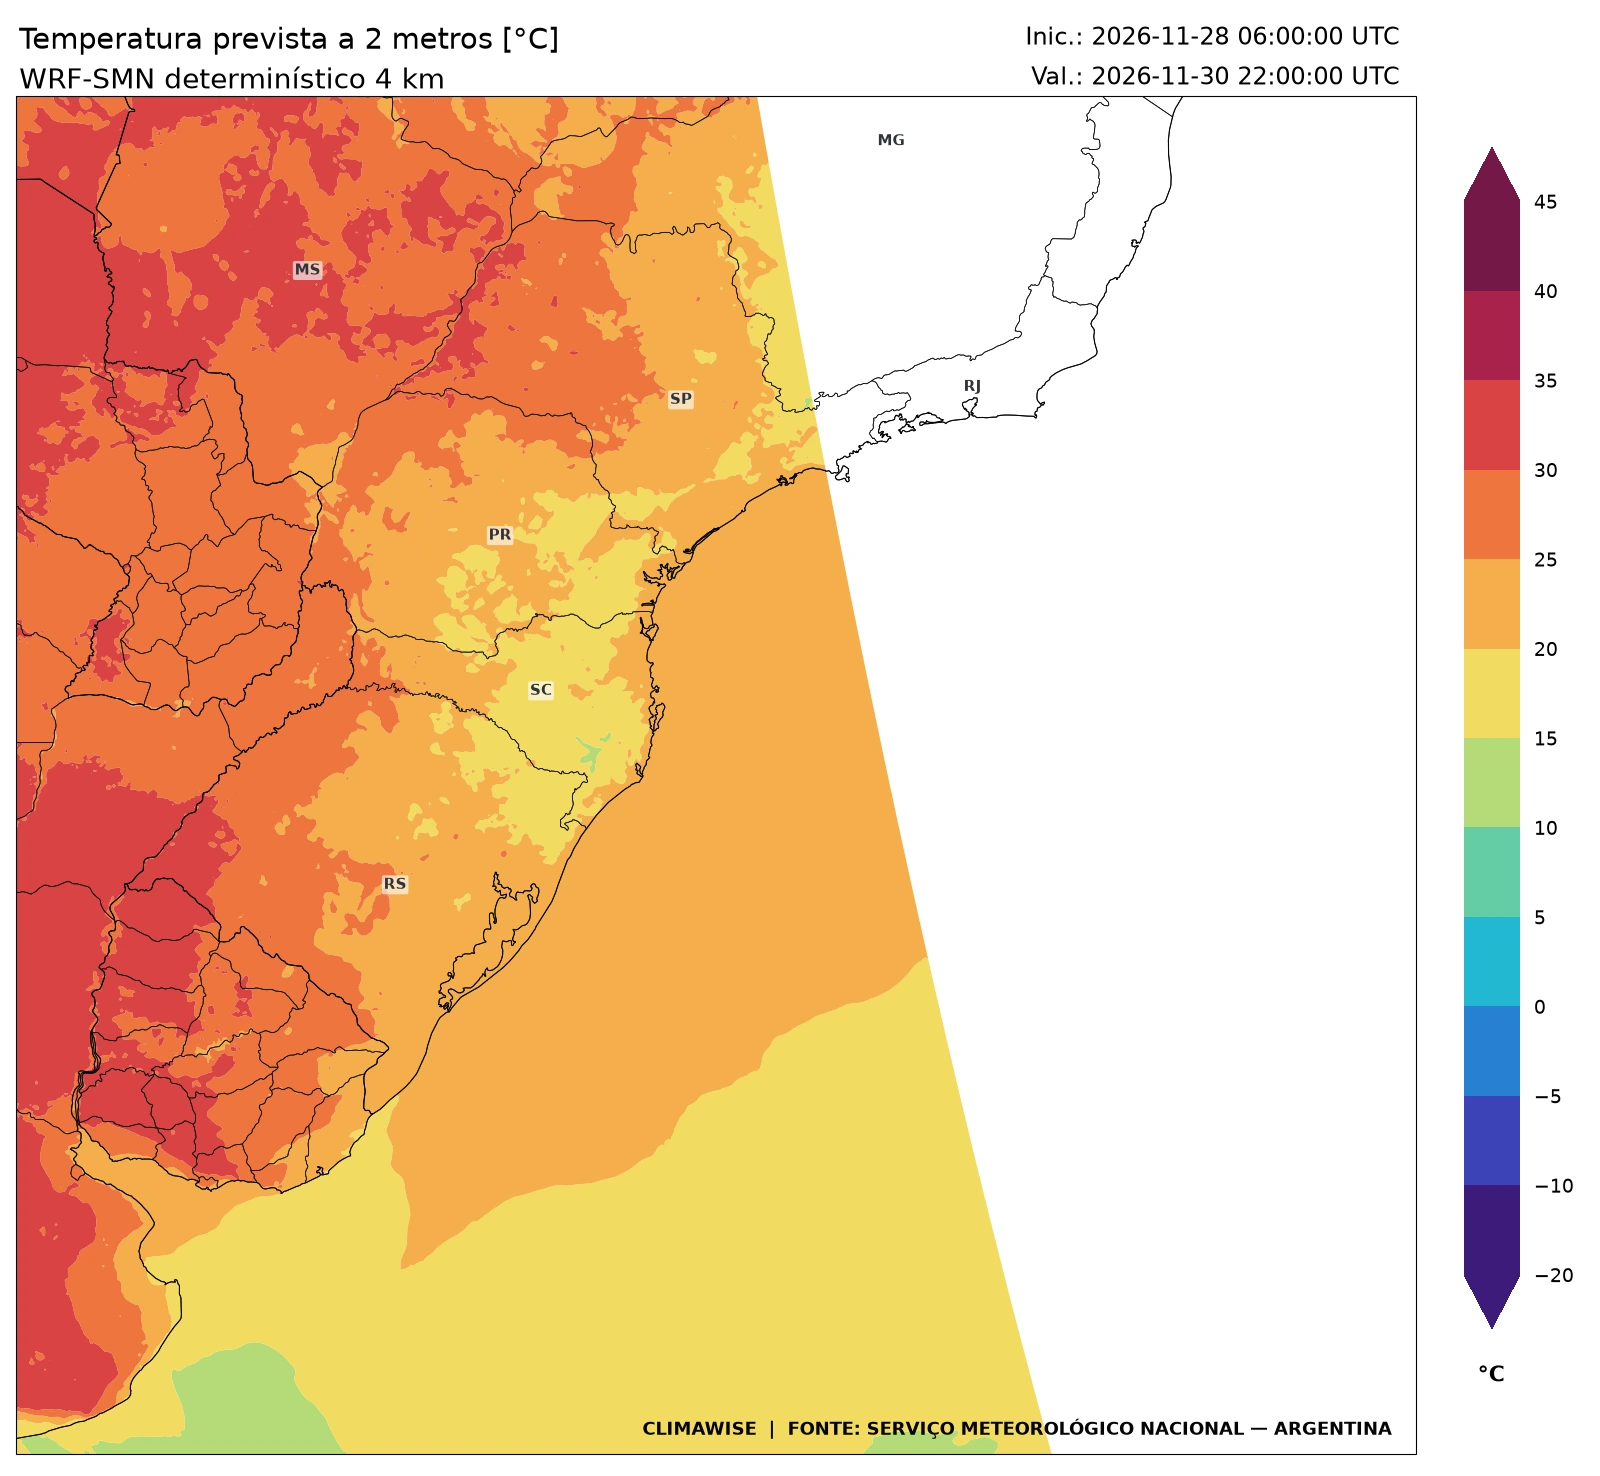 Temperatura prevista a 2 metros [°C]
WRF-SMN determinístico 4 km
Inic.: 2026-11-28 06:00:00 UTC
Val.: 2026-11-30 22:00:00 UTC
MG
MS
RJ
SP
PR
SC
RS
45
40
35
30
25
20
15
10
5
0
−5
−10
−20
°C
CLIMAWISE | FONTE: SERVIÇO METEOROLÓGICO NACIONAL — ARGENTINA